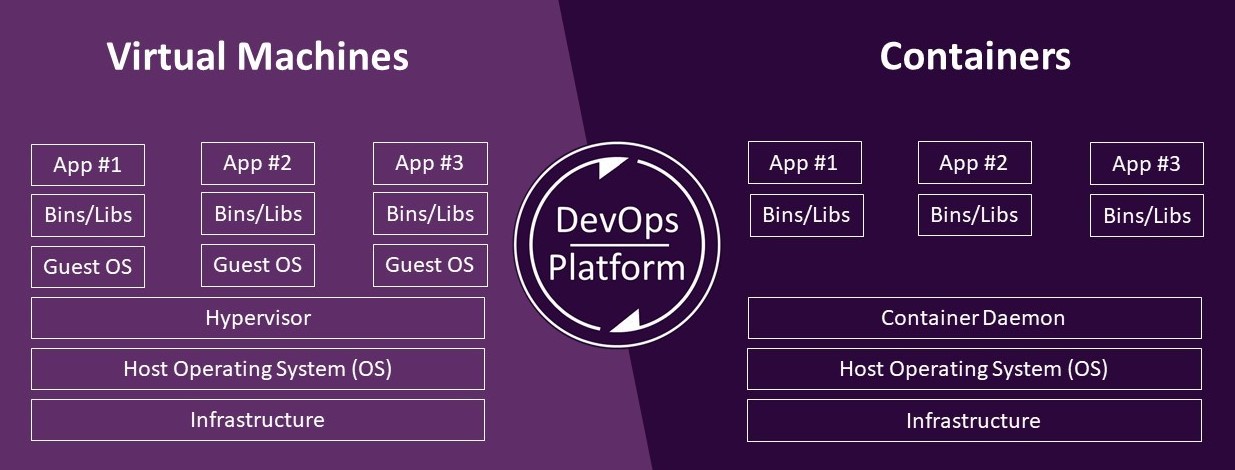 Virtual Machines
App #1
App #2
App #3
Bins/Libs
Bins/Libs
Bins/Libs
Guest OS
Guest OS
Guest OS
Hypervisor
Host Operating System (OS)
Infrastructure
DevOps
Platform
Containers
App #1
App #2
App #3
Bins/Libs
Bins/Libs
Bins/Libs
Container Daemon
Host Operating System (OS)
Infrastructure